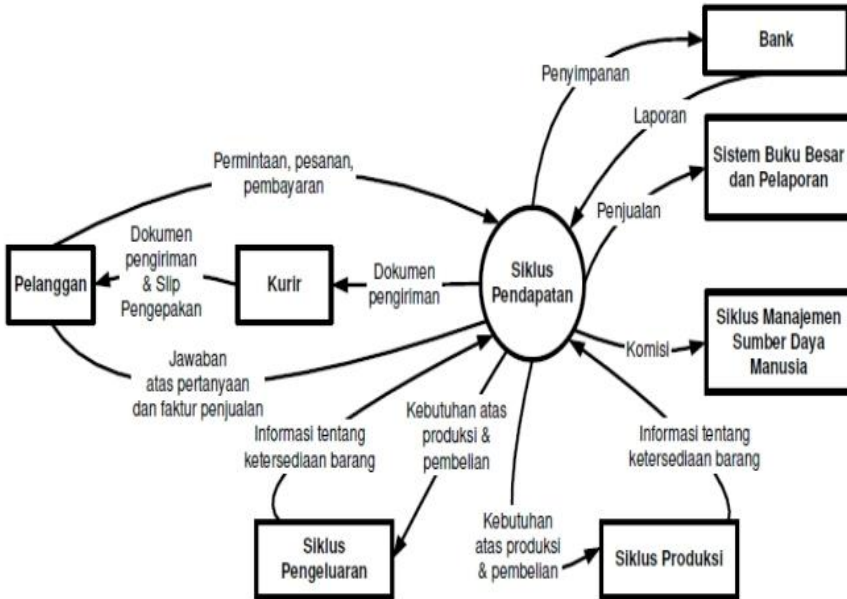 Bank
Penyimpanan
Laporan
Sistem Buku Besar
dan Pelaporan
Permintaan, pesanan,
pembayaran
Penjualan
Dokumen
pengiriman
& Slip
Pengepakan
Pelanggan
Kurir
Dokumen
pengiriman
Siklus
Pendapatan
Siklus Manajemen
Sumber Daya
Manusia
Komisi
Jawaban
atas pertanyaan
dan faktur penjualan
Informasi tentang
ketersediaan barang
Kebutuhan atas
produksi &
pembelian
Informasi tentang
ketersediaan barang
Kebutuhan
atas produksi
& pembelian
Siklus
Pengeluaran
Siklus Produksi